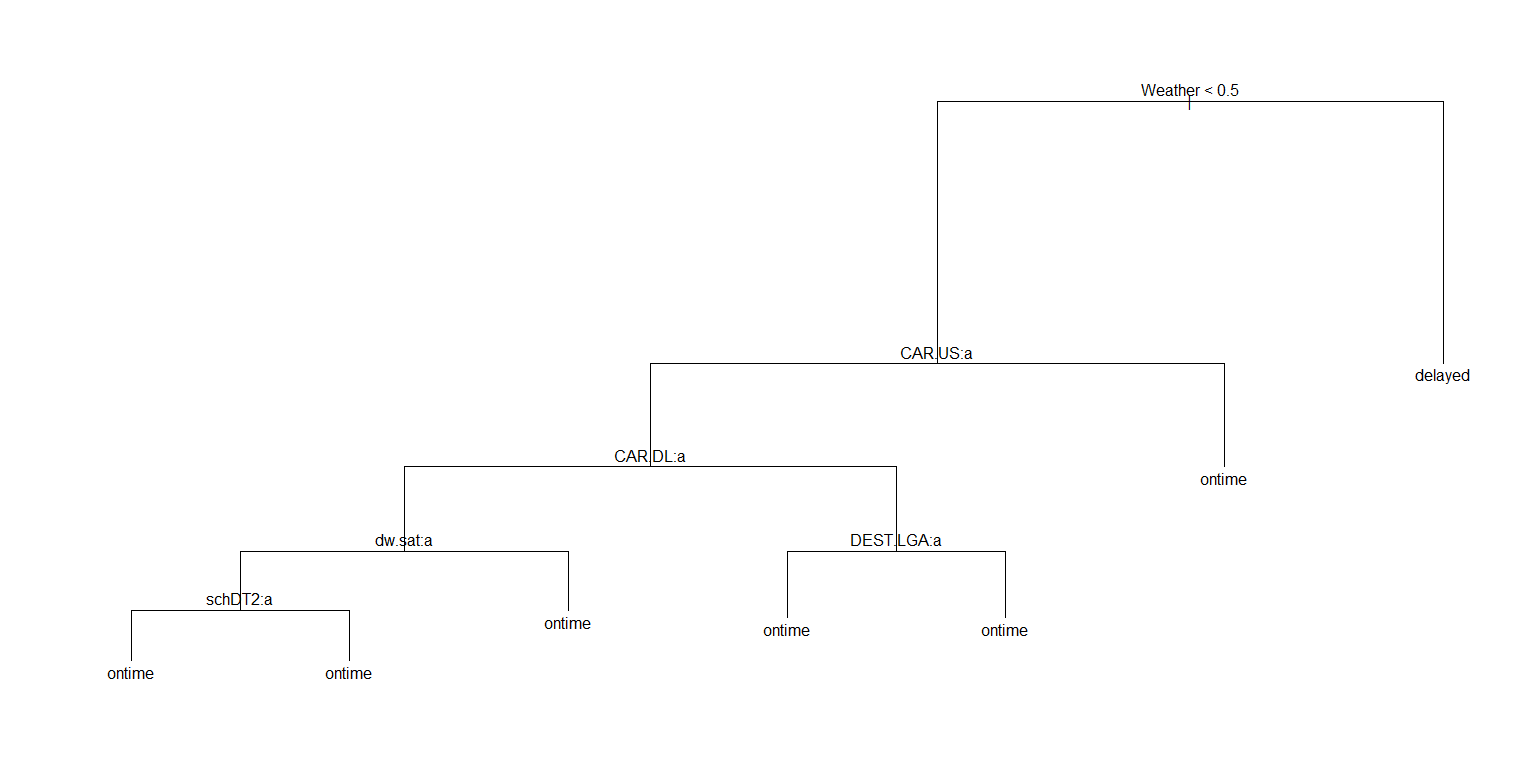 Weather < 0.5
CAR.US:a
delayed
CAR.DL:a
ontime
dw.sat:a
DEST.LGA:a
schDT2:a
ontime
ontime
ontime
ontime
ontime